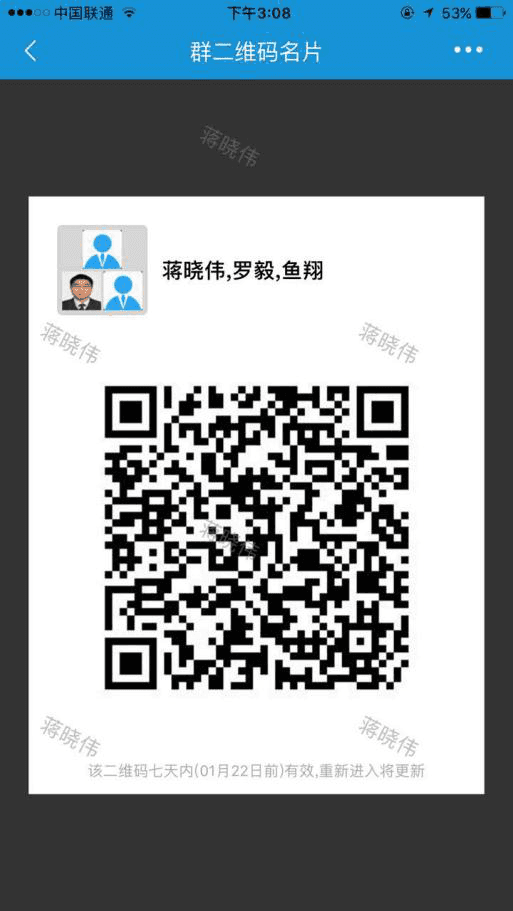 中国联通 下午3:08 53%
群二维码名片
蒋晓伟
蒋晓伟,罗毅,鱼翔
蒋晓伟 蒋晓伟
蒋晓伟
蒋晓伟 蒋晓伟
该二维码七天内(01月22日前)有效,重新进入将更新